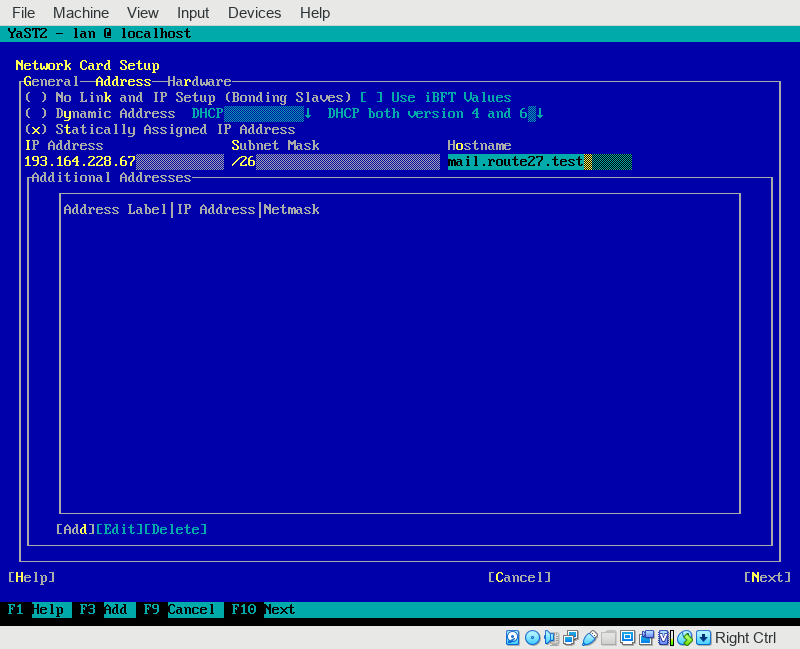 File Machine View Input Devices Help
YaST2 - lan @ localhost
Network Card Setup
General—Address—Hardware
( ) No Link and IP Setup (Bonding Slaves) [ ] Use iBFT Values
( ) Dynamic Address DHCP ↓ DHCP both version 4 and 6 ↓
(x) Statically Assigned IP Address
IP Address Subnet Mask Hostname
193.164.228.67 /26 mail.route27.test
Additional Addresses
Address Label|IP Address|Netmask
[Add][Edit][Delete]
[Help] [Cancel] [Next]
F1 Help F3 Add F9 Cancel F10 Next
Right Ctrl